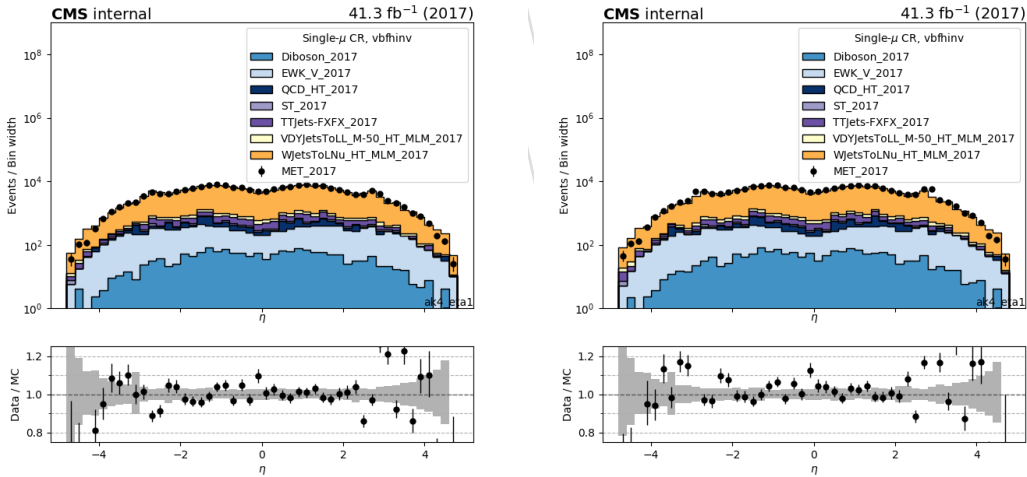 CMS internal 41.3 fb⁻¹ (2017)
Single-μ CR, vbfhinv
Diboson_2017
EWK_V_2017
QCD_HT_2017
ST_2017
TTJets-FXFX_2017
VDYJetsToLL_M-50_HT_MLM_2017
WJetsToLNu_HT_MLM_2017
MET_2017
Events / Bin width
10⁸
10⁶
10⁴
10²
10⁰
ak4_eta1
η
Data / MC
1.2
1.0
0.8
−4 −2 0 2 4
η
CMS internal 41.3 fb⁻¹ (2017)
Single-μ CR, vbfhinv
Diboson_2017
EWK_V_2017
QCD_HT_2017
ST_2017
TTJets-FXFX_2017
VDYJetsToLL_M-50_HT_MLM_2017
WJetsToLNu_HT_MLM_2017
MET_2017
Events / Bin width
10⁸
10⁶
10⁴
10²
10⁰
ak4_eta1
η
Data / MC
1.2
1.0
0.8
−4 −2 0 2 4
η